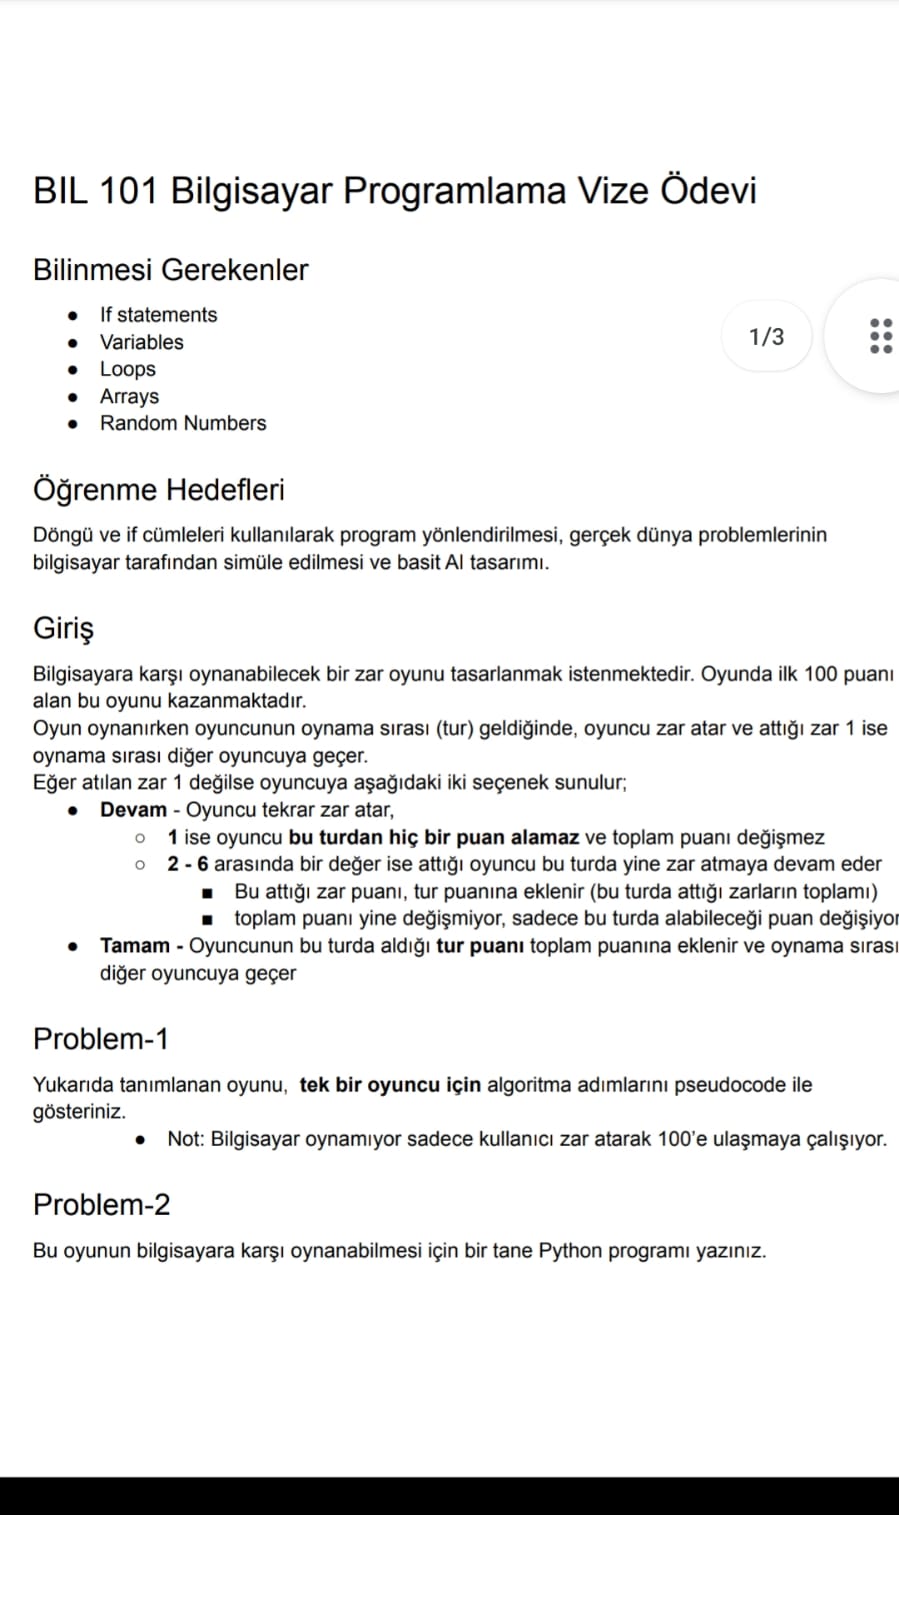 BIL 101 Bilgisayar Programlama Vize Ödevi
Bilinmesi Gerekenler
● If statements
● Variables
1/3
● Loops
● Arrays
● Random Numbers
Öğrenme Hedefleri
Döngü ve if cümleleri kullanılarak program yönlendirilmesi, gerçek dünya problemlerinin
bilgisayar tarafından simüle edilmesi ve basit AI tasarımı.
Giriş
Bilgisayara karşı oynanabilecek bir zar oyunu tasarlanmak istenmektedir. Oyunda ilk 100 puanı
alan bu oyunu kazanmaktadır.
Oyun oynanırken oyuncunun oynama sırası (tur) geldiğinde, oyuncu zar atar ve attığı zar 1 ise
oynama sırası diğer oyuncuya geçer.
Eğer atılan zar 1 değilse oyuncuya aşağıdaki iki seçenek sunulur;
● Devam - Oyuncu tekrar zar atar,
○ 1 ise oyuncu bu turdan hiç bir puan alamaz ve toplam puanı değişmez
○ 2 - 6 arasında bir değer ise attığı oyuncu bu turda yine zar atmaya devam eder
■ Bu attığı zar puanı, tur puanına eklenir (bu turda attığı zarların toplamı)
■ toplam puanı yine değişmiyor, sadece bu turda alabileceği puan değişiyor
● Tamam - Oyuncunun bu turda aldığı tur puanı toplam puanına eklenir ve oynama sırası
diğer oyuncuya geçer
Problem-1
Yukarıda tanımlanan oyunu, tek bir oyuncu için algoritma adımlarını pseudocode ile
gösteriniz.
● Not: Bilgisayar oynamıyor sadece kullanıcı zar atarak 100'e ulaşmaya çalışıyor.
Problem-2
Bu oyunun bilgisayara karşı oynanabilmesi için bir tane Python programı yazınız.